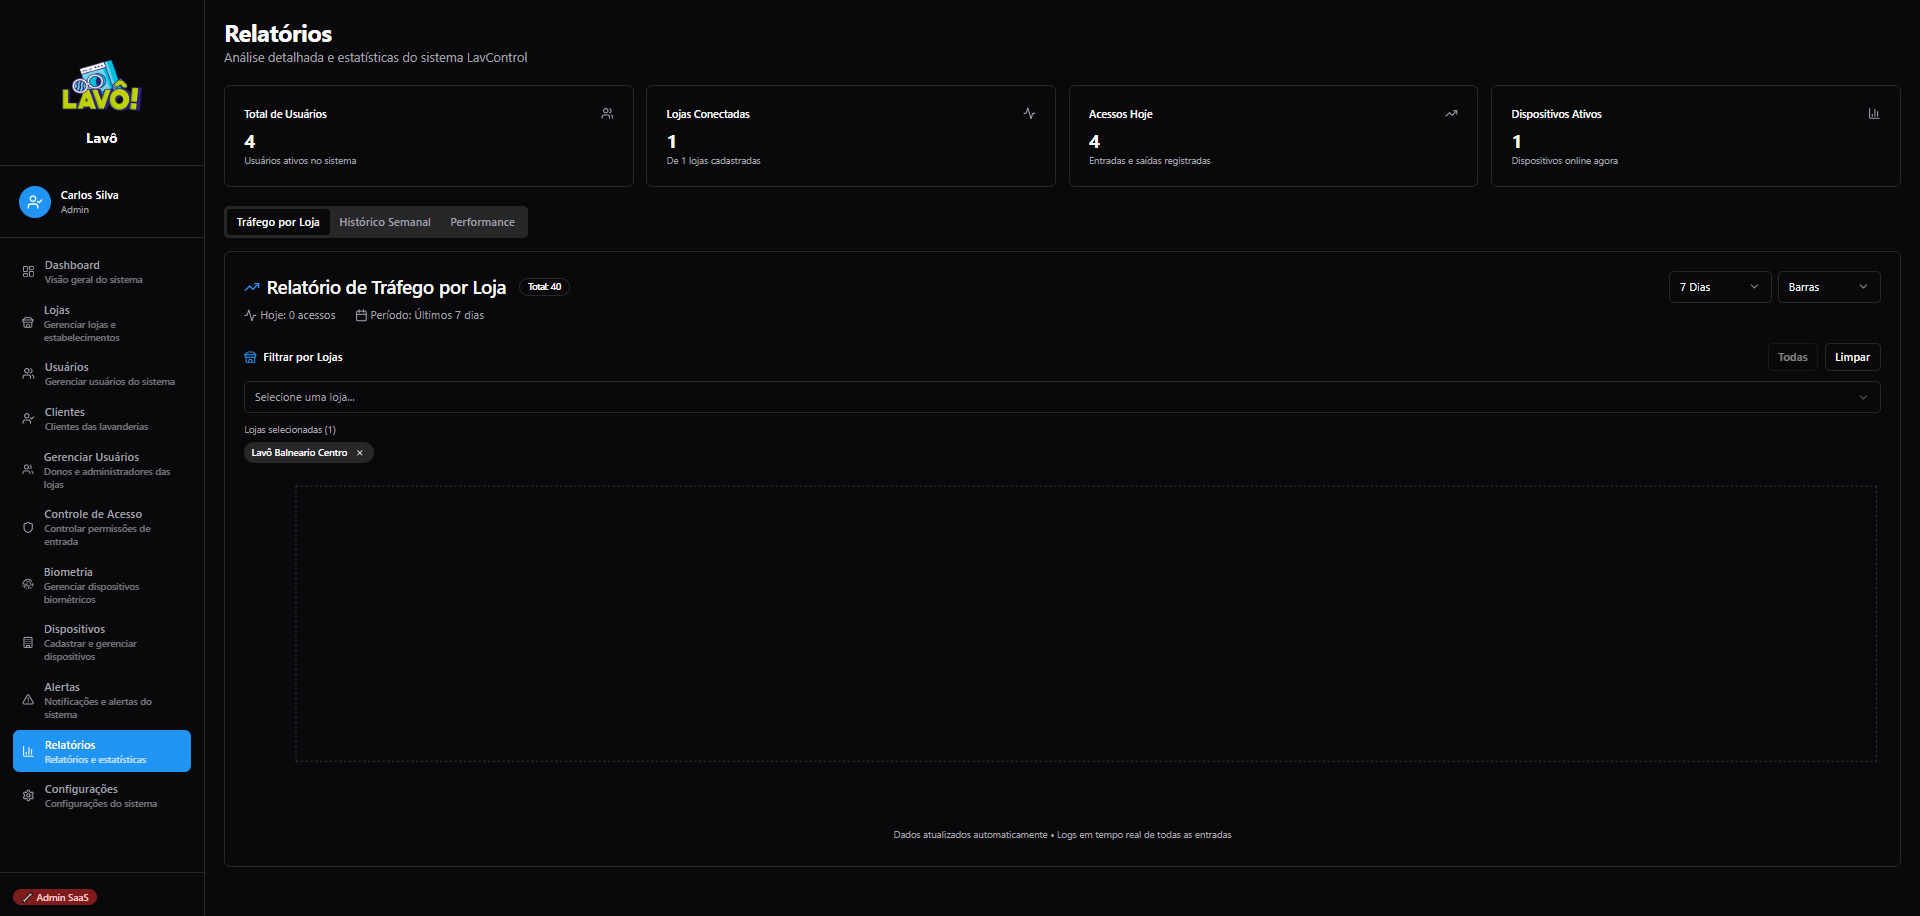 LAVÔ!
Lavô
Carlos Silva
Admin
Dashboard
Visão geral do sistema
Lojas
Gerenciar lojas e
estabelecimentos
Usuários
Gerenciar usuários do sistema
Clientes
Clientes das lavanderias
Gerenciar Usuários
Donos e administradores das
lojas
Controle de Acesso
Controlar permissões de
entrada
Biometria
Gerenciar dispositivos
biométricos
Dispositivos
Cadastrar e gerenciar
dispositivos
Alertas
Notificações e alertas do
sistema
Relatórios
Relatórios e estatísticas
Configurações
Configurações do sistema
Admin SaaS
Relatórios
Análise detalhada e estatísticas do sistema LavControl
Total de Usuários
4
Usuários ativos no sistema
Lojas Conectadas
1
De 1 lojas cadastradas
Acessos Hoje
4
Entradas e saídas registradas
Dispositivos Ativos
1
Dispositivos online agora
Tráfego por Loja Histórico Semanal Performance
Relatório de Tráfego por Loja Total: 40
7 Dias Barras
Hoje: 0 acessos Período: Últimos 7 dias
Filtrar por Lojas
Todas Limpar
Selecione uma loja...
Lojas selecionadas (1)
Lavô Balneario Centro ×
Dados atualizados automaticamente • Logs em tempo real de todas as entradas